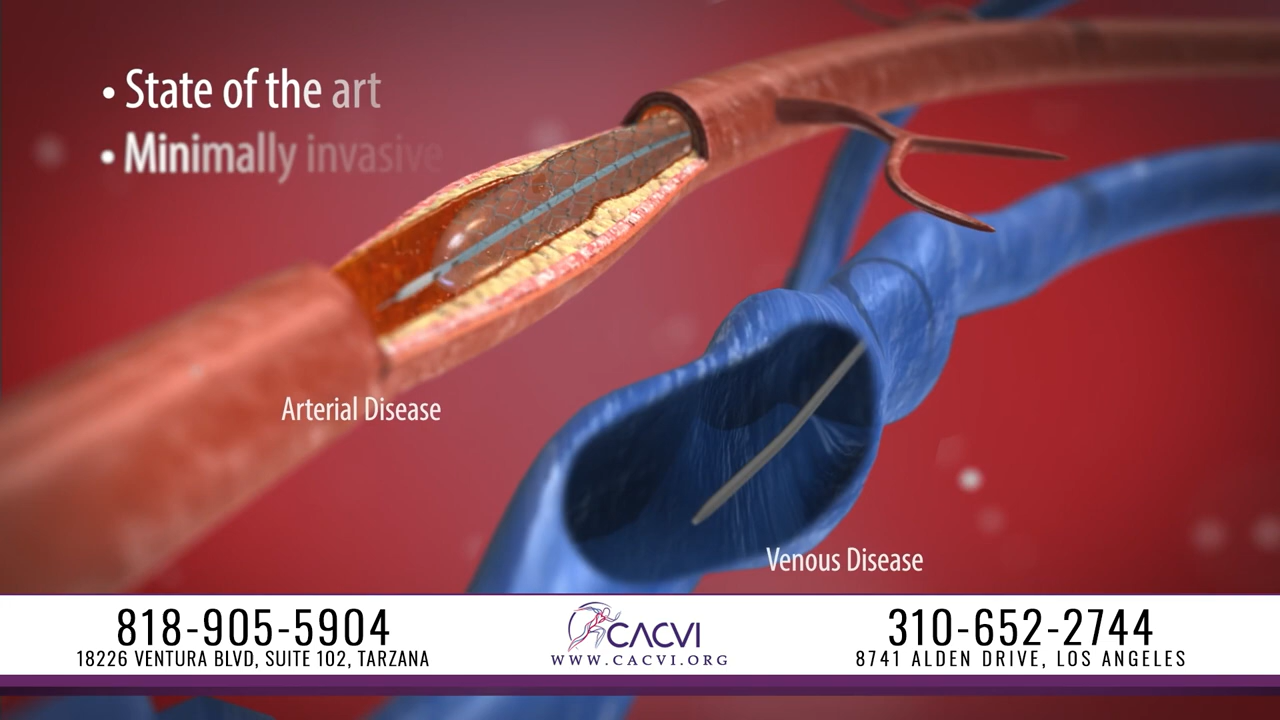 • State of the art
• Minimally invasive
Arterial Disease
Venous Disease
818-905-5904
18226 VENTURA BLVD, SUITE 102, TARZANA
CACVI
WWW.CACVI.ORG
310-652-2744
8741 ALDEN DRIVE, LOS ANGELES